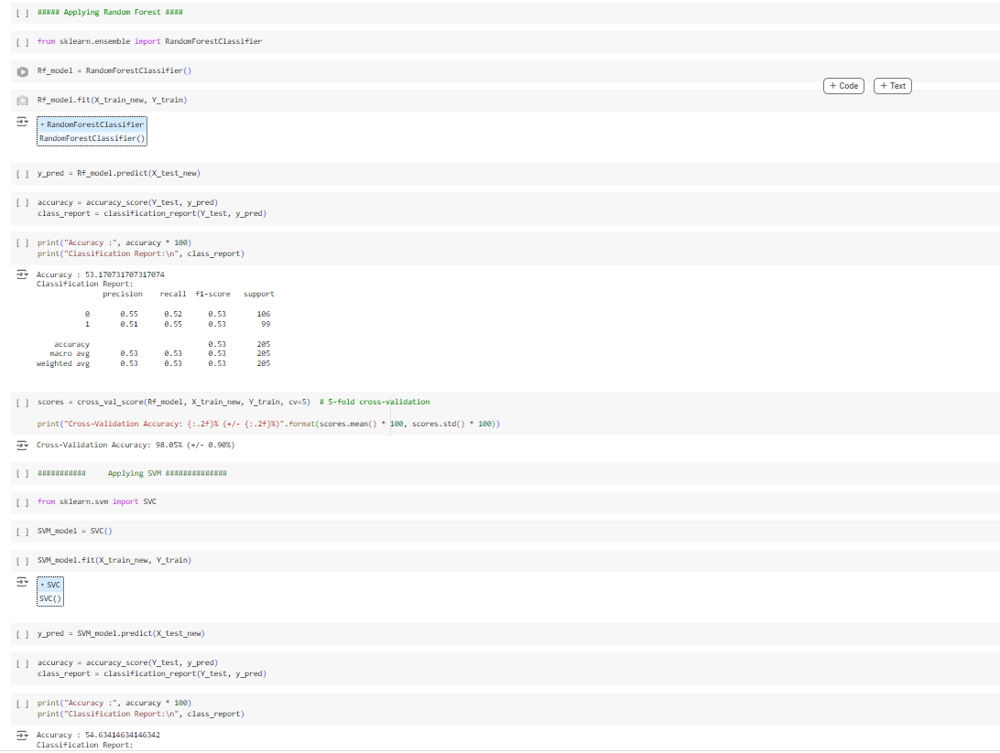 [ ] ##### Applying Random Forest ####
[ ] from sklearn.ensemble import RandomForestClassifier
Rf_model = RandomForestClassifier()
+ Code + Text
Rf_model.fit(X_train_new, Y_train)
▾ RandomForestClassifier
RandomForestClassifier()
[ ] y_pred = Rf_model.predict(X_test_new)
[ ] accuracy = accuracy_score(Y_test, y_pred)
class_report = classification_report(Y_test, y_pred)
[ ] print("Accuracy :", accuracy * 100)
print("Classification Report:\n", class_report)
Accuracy : 53.170731707317074
Classification Report:
precision recall f1-score support
0 0.55 0.52 0.53 106
1 0.51 0.55 0.53 99
accuracy 0.53 205
macro avg 0.53 0.53 0.53 205
weighted avg 0.53 0.53 0.53 205
[ ] scores = cross_val_score(Rf_model, X_train_new, Y_train, cv=5) # 5-fold cross-validation
print("Cross-Validation Accuracy: {:.2f}% (+/- {:.2f}%)".format(scores.mean() * 100, scores.std() * 100))
Cross-Validation Accuracy: 98.05% (+/- 0.90%)
[ ] ########### Applying SVM ##############
[ ] from sklearn.svm import SVC
[ ] SVM_model = SVC()
[ ] SVM_model.fit(X_train_new, Y_train)
▾ SVC
SVC()
[ ] y_pred = SVM_model.predict(X_test_new)
[ ] accuracy = accuracy_score(Y_test, y_pred)
class_report = classification_report(Y_test, y_pred)
[ ] print("Accuracy :", accuracy * 100)
print("Classification Report:\n", class_report)
Accuracy : 54.63414634146342
Classification Report: